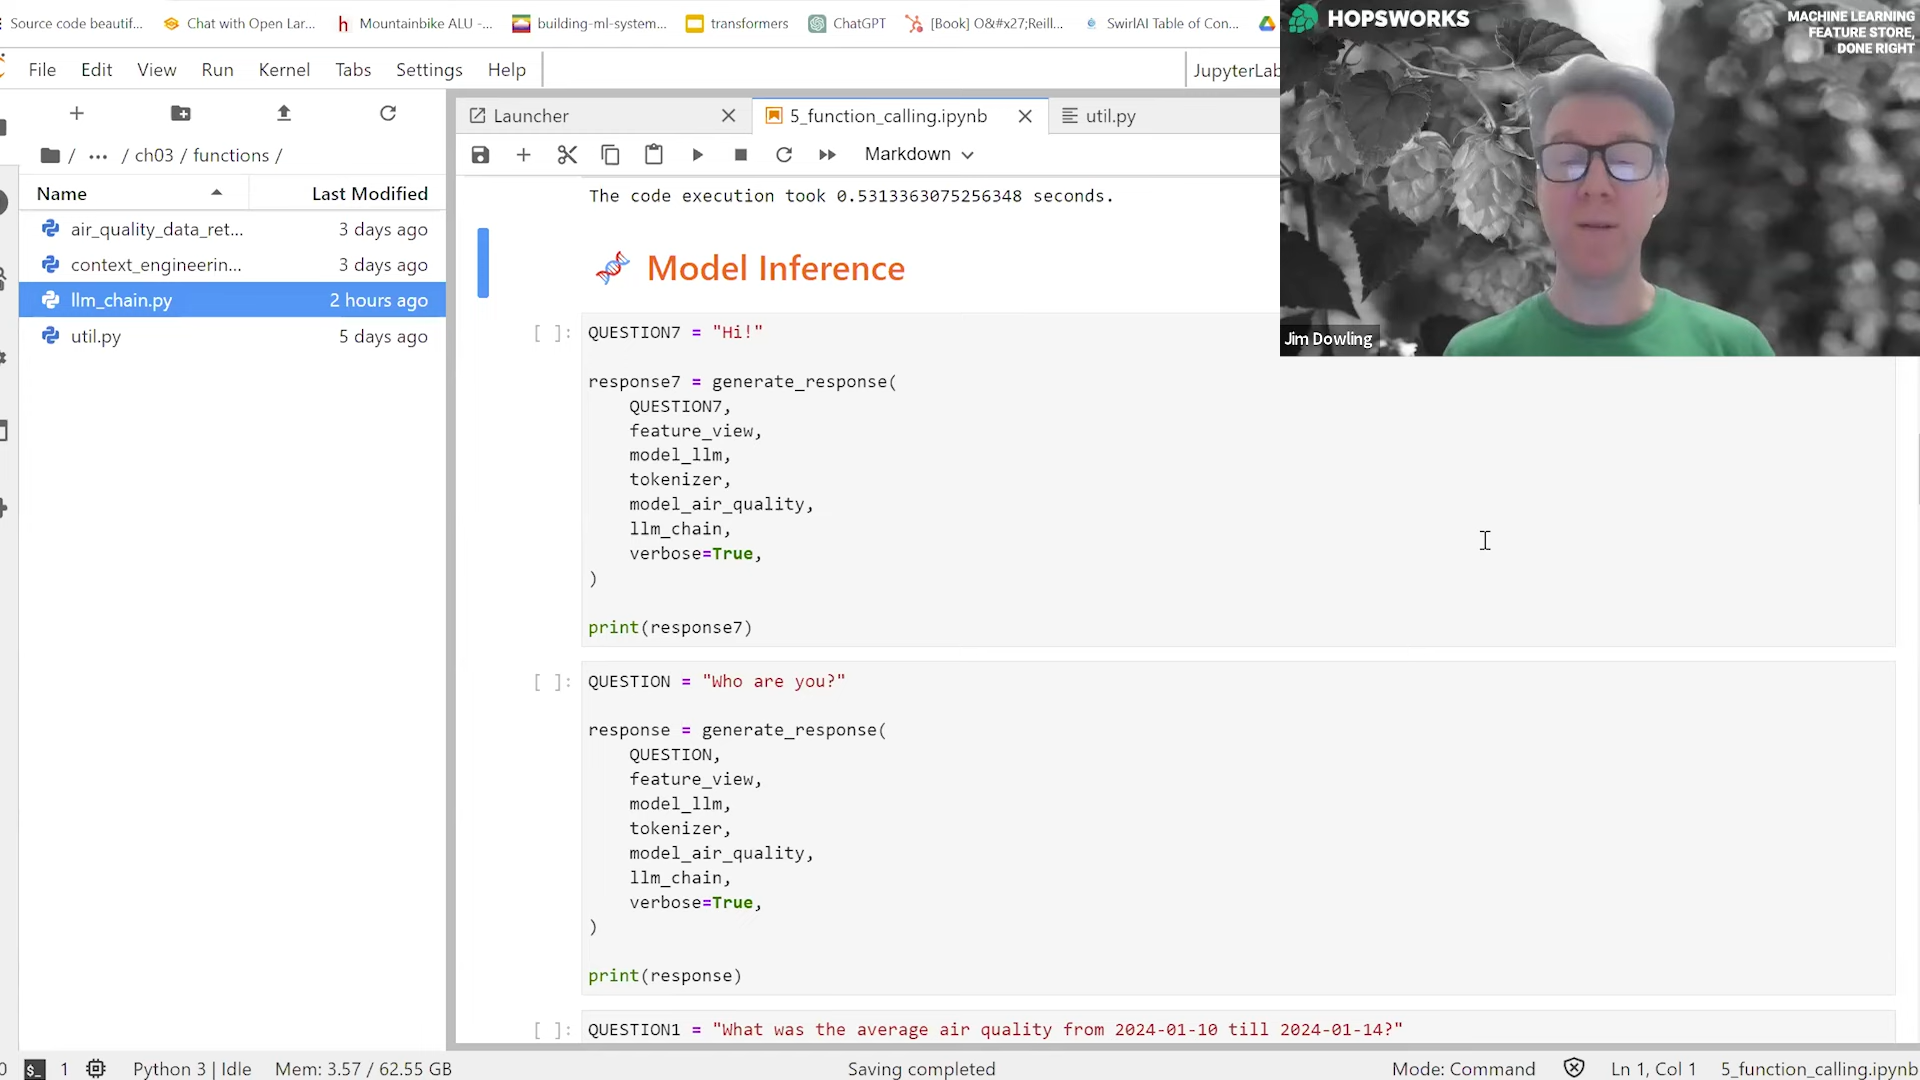 Source code beautif...
Chat with Open Lar...
Mountainbike ALU -...
building-ml-system...
transformers
ChatGPT
[Book] O&#x27;Reill...
SwirlAI Table of Con...
HOPSWORKS
MACHINE LEARNING
FEATURE STORE,
DONE RIGHT
File Edit View Run Kernel Tabs Settings Help
JupyterLab
Launcher
5_function_calling.ipynb
util.py
/ ... / ch03 / functions /
Markdown
Name Last Modified
air_quality_data_ret... 3 days ago
context_engineerin... 3 days ago
llm_chain.py 2 hours ago
util.py 5 days ago
The code execution took 0.5313363075256348 seconds.
Model Inference
Jim Dowling
[ ]: QUESTION7 = "Hi!"
response7 = generate_response(
QUESTION7,
feature_view,
model_llm,
tokenizer,
model_air_quality,
llm_chain,
verbose=True,
)
print(response7)
[ ]: QUESTION = "Who are you?"
response = generate_response(
QUESTION,
feature_view,
model_llm,
tokenizer,
model_air_quality,
llm_chain,
verbose=True,
)
print(response)
[ ]: QUESTION1 = "What was the average air quality from 2024-01-10 till 2024-01-14?"
0 $_ 1 Python 3 | Idle Mem: 3.57 / 62.55 GB Saving completed Mode: Command Ln 1, Col 1 5_function_calling.ipynb